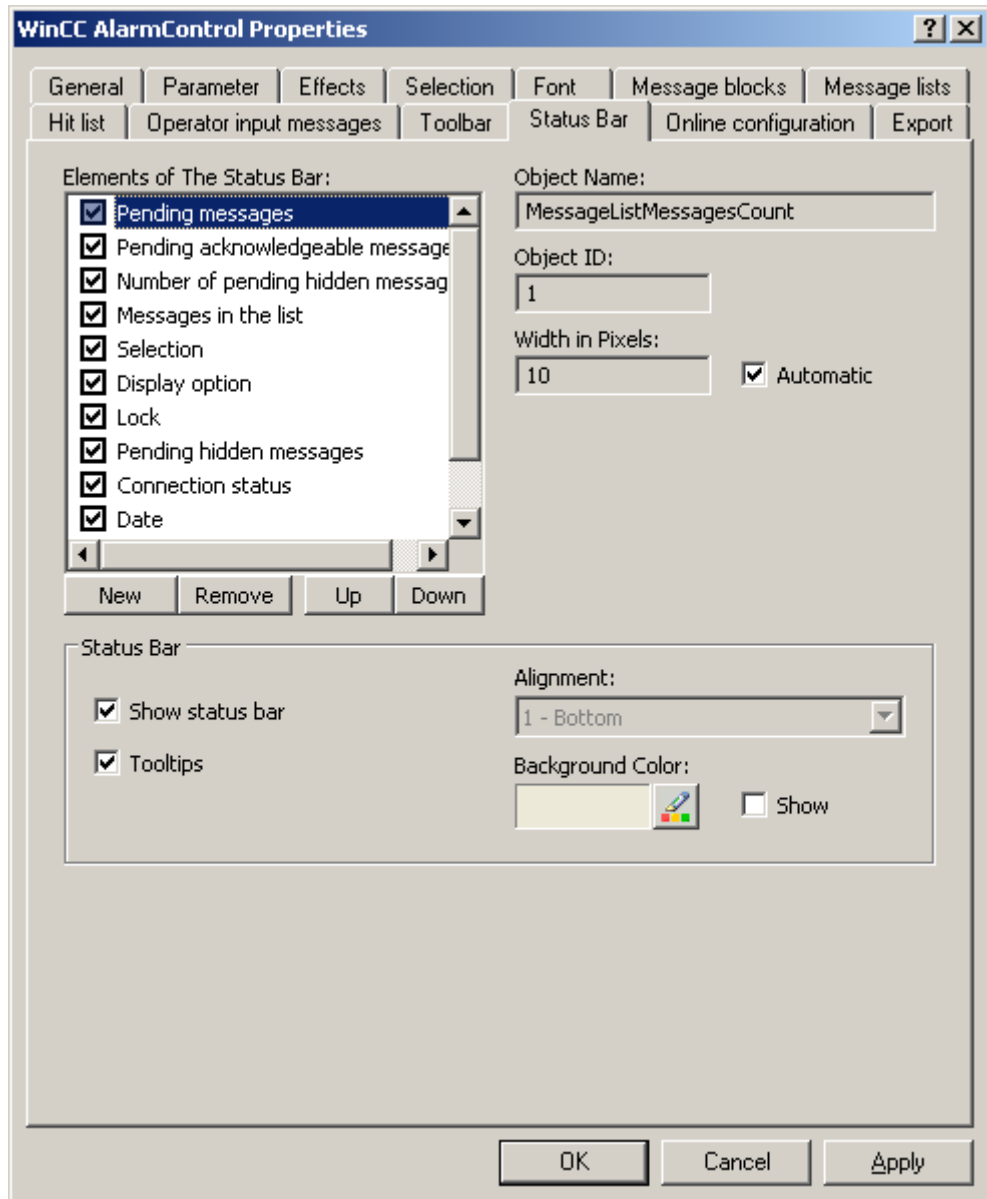 WinCC AlarmControl Properties
General Parameter Effects Selection Font Message blocks Message lists
Hit list Operator input messages Toolbar Status Bar Online configuration Export
Elements of The Status Bar:
Pending messages
Pending acknowledgeable message
Number of pending hidden messag
Messages in the list
Selection
Display option
Lock
Pending hidden messages
Connection status
Date
New Remove Up Down
Object Name:
MessageListMessagesCount
Object ID:
1
Width in Pixels:
10 Automatic
Status Bar
Show status bar
Tooltips
Alignment:
1 - Bottom
Background Color:
Show
OK Cancel Apply